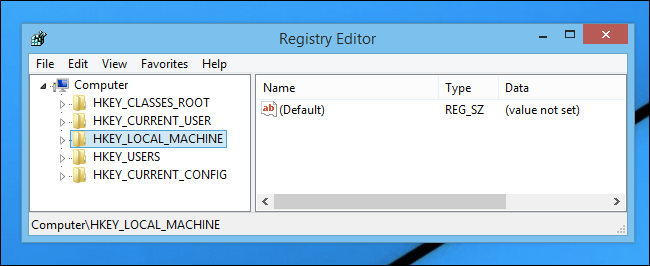 Registry Editor
File Edit View Favorites Help
Computer
HKEY_CLASSES_ROOT
HKEY_CURRENT_USER
HKEY_LOCAL_MACHINE
HKEY_USERS
HKEY_CURRENT_CONFIG
Name Type Data
ab (Default) REG_SZ (value not set)
Computer\HKEY_LOCAL_MACHINE